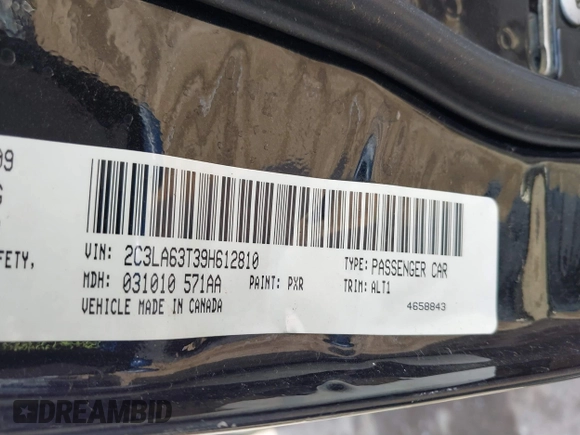 09
G
FETY,
VIN: 2C3LA63T39H612810 TYPE: PASSENGER CAR
MDH: 031010 571AA PAINT: PXR TRIM: ALT1
VEHICLE MADE IN CANADA 4658843
DREAMBID